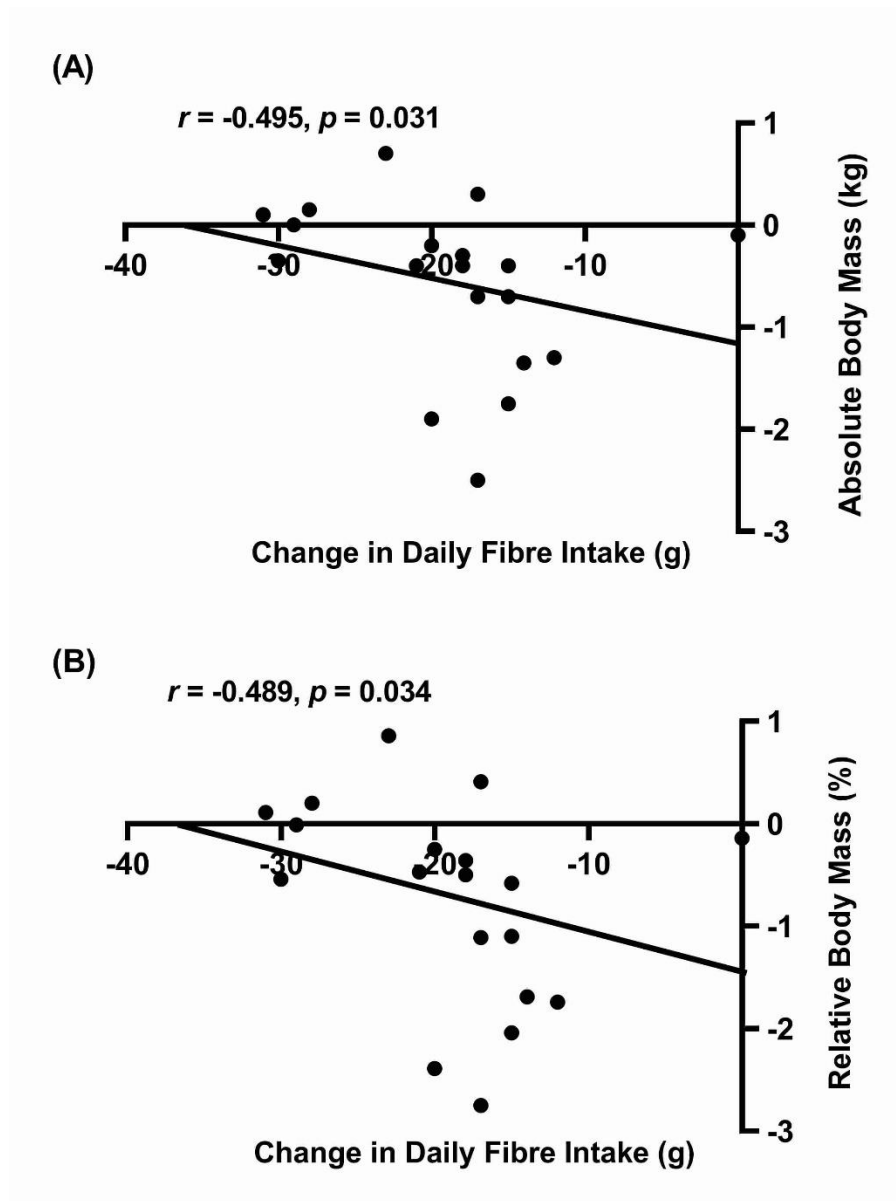 (A)
r = -0.495, p = 0.031
1
0
-40
-30
-20
-10
-1
-2
-3
Absolute Body Mass (kg)
Change in Daily Fibre Intake (g)
(B)
r = -0.489, p = 0.034
1
0
-40
-30
-20
-10
-1
-2
-3
Relative Body Mass (%)
Change in Daily Fibre Intake (g)